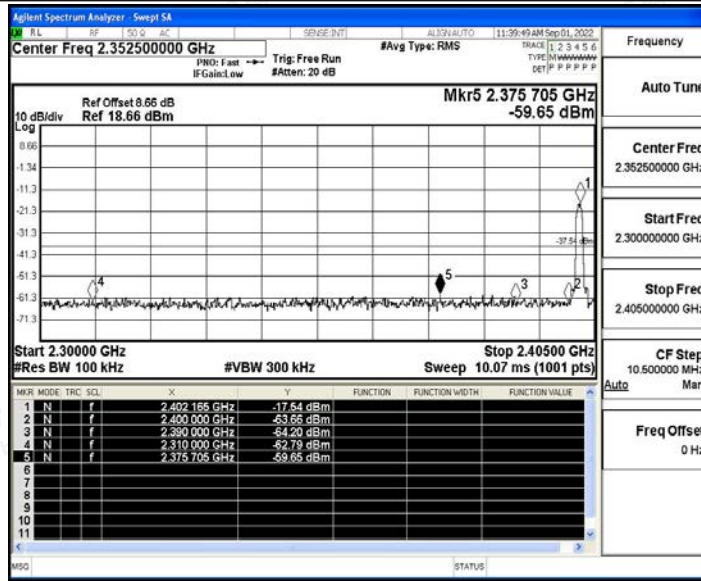 Agilent Spectrum Analyzer - Swept SA
RL RF 50 Ω AC SENSE:INT ALIGNAUTO 11:39:49 AM Sep 01, 2022
Center Freq 2.352500000 GHz
PNO: Fast
IFGain:Low
Trig: Free Run
#Atten: 20 dB
#Avg Type: RMS
TRACE 1 2 3 4 5 6
TYPE M
DET P P P P P P
Frequency
Mkr5 2.375 705 GHz
-59.65 dBm
Ref Offset 8.66 dB
10 dB/div Ref 18.66 dBm
Log
8.66
-1.34
-11.3
-21.3
-31.3
-41.3
-51.3
-61.3
-71.3
1
-37.54 dBm
4
5
3
2
Start 2.30000 GHz Stop 2.40500 GHz
#Res BW 100 kHz #VBW 300 kHz Sweep 10.07 ms (1001 pts)
MKR MODE TRC SCL X Y FUNCTION FUNCTION WIDTH FUNCTION VALUE
1 N f 2.402 165 GHz -17.54 dBm
2 N f 2.400 000 GHz -63.66 dBm
3 N f 2.390 000 GHz -64.20 dBm
4 N f 2.310 000 GHz -62.79 dBm
5 N f 2.375 705 GHz -59.65 dBm
6
7
8
9
10
11
MSG STATUS
Auto Tune
Center Freq
2.352500000 GHz
Start Freq
2.300000000 GHz
Stop Freq
2.405000000 GHz
CF Step
10.500000 MHz
Auto Man
Freq Offset
0 Hz